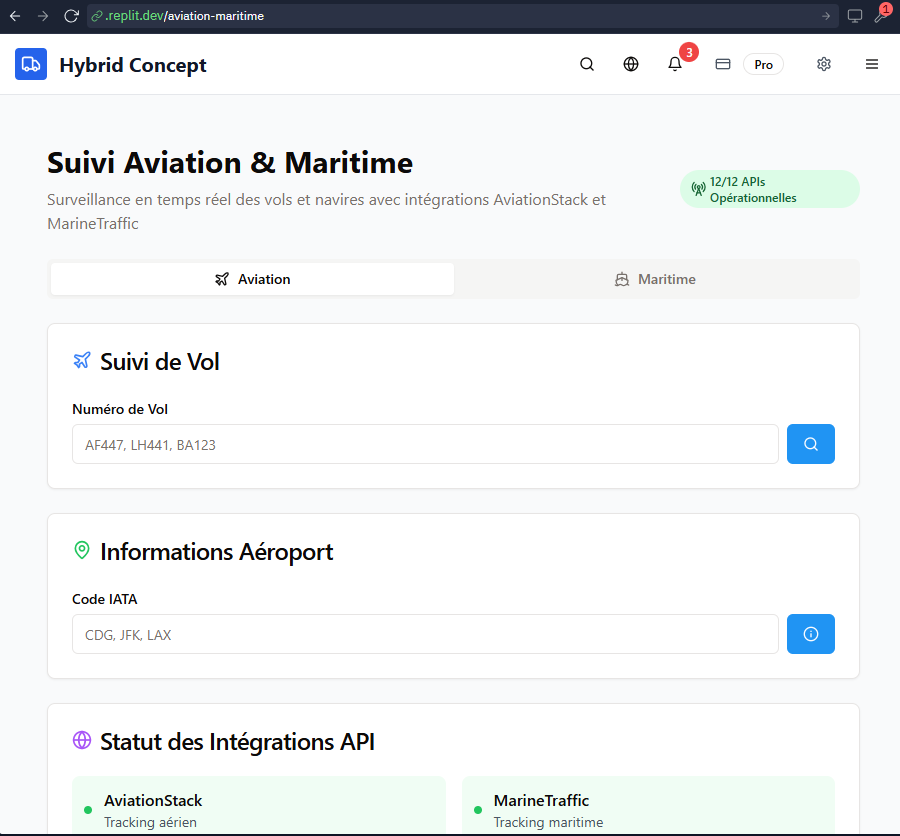 .replit.dev/aviation-maritime
1
Hybrid Concept
3
Pro
Suivi Aviation & Maritime
Surveillance en temps réel des vols et navires avec intégrations AviationStack et
MarineTraffic
12/12 APIs
Opérationnelles
Aviation
Maritime
Suivi de Vol
Numéro de Vol
AF447, LH441, BA123
Informations Aéroport
Code IATA
CDG, JFK, LAX
Statut des Intégrations API
AviationStack
Tracking aérien
MarineTraffic
Tracking maritime